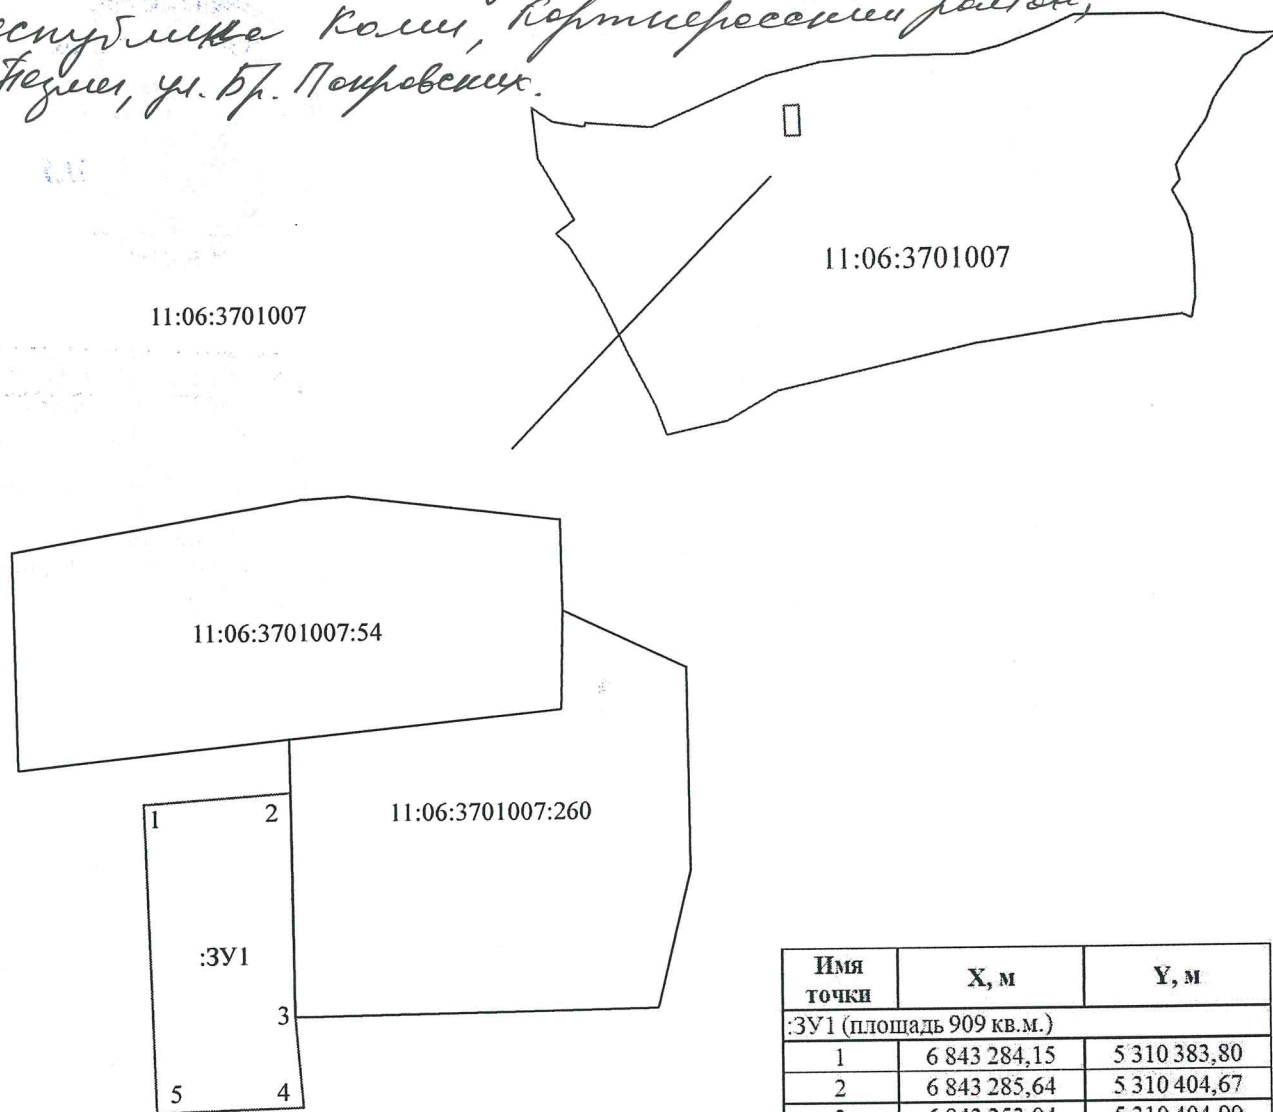 еспублика Коми, Корткеросский район,
Пезмег, ул. Бр. Покровских.
11:06:3701007
11:06:3701007
11:06:3701007:54
11:06:3701007:260
1
2
:ЗУ1
3
5
4
Имя точки X, м Y, м
:ЗУ1 (площадь 909 кв.м.)
1 6 843 284,15 5 310 383,80
2 6 843 285,64 5 310 404,67